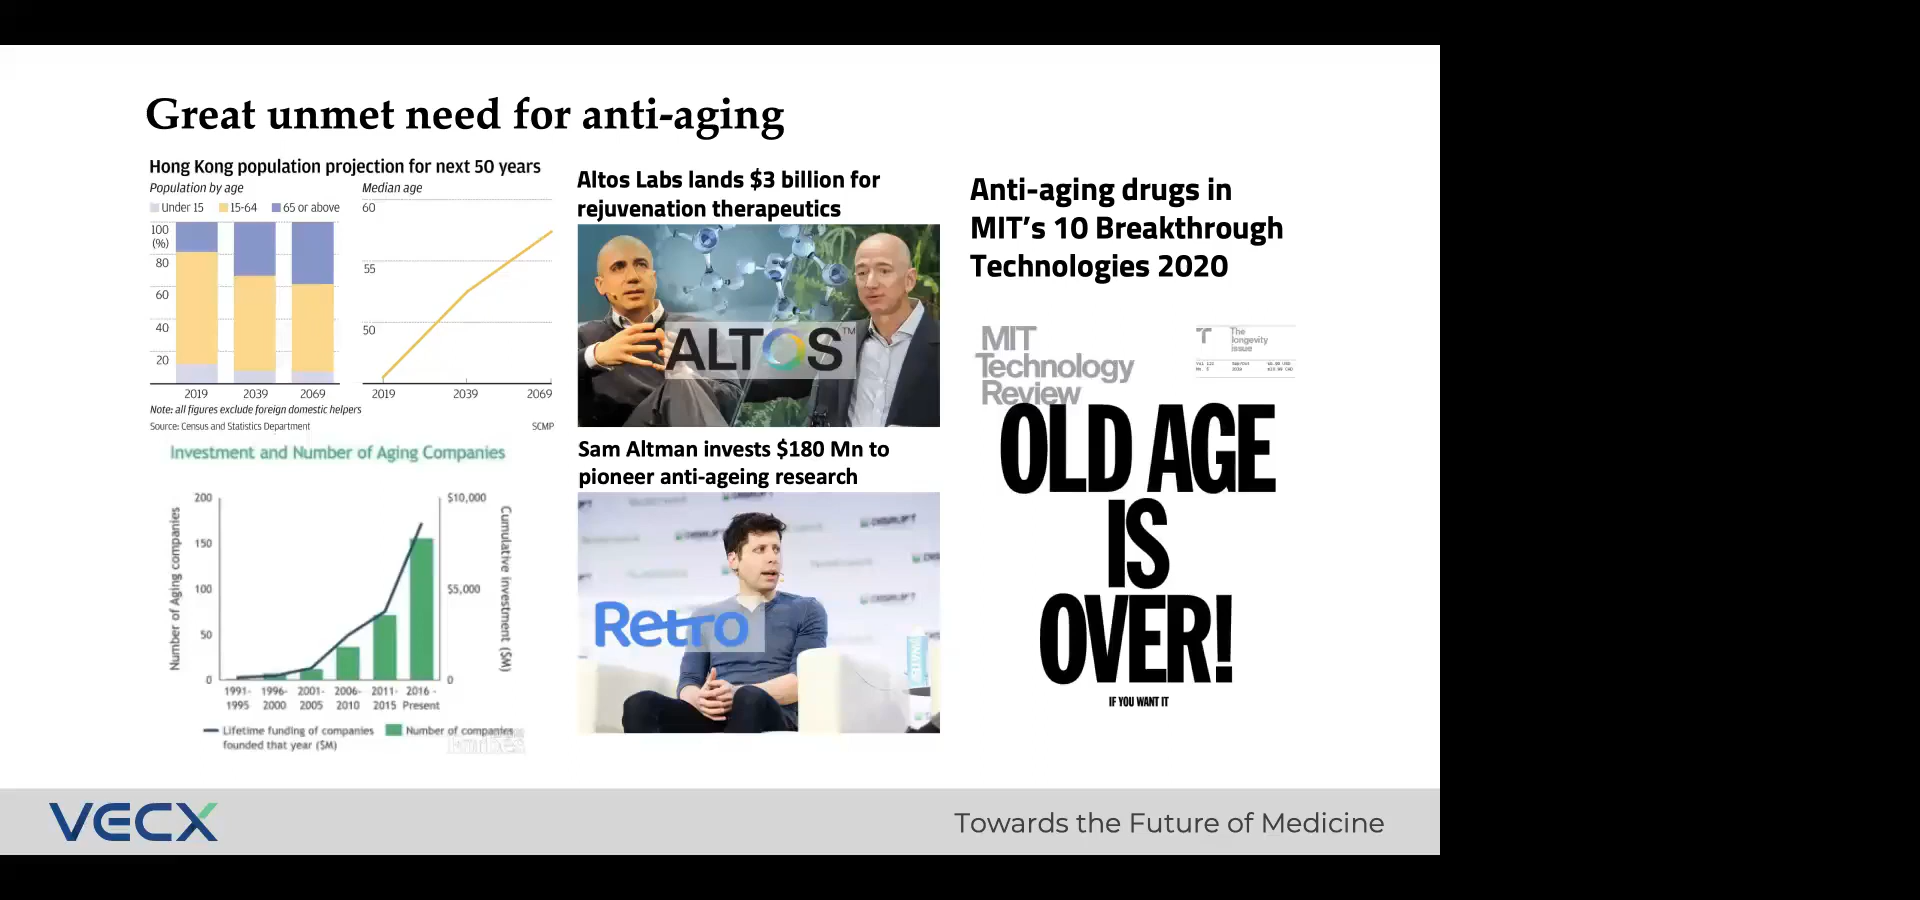 Great unmet need for anti-aging
Hong Kong population projection for next 50 years
Population by age
Under 15
15-64
65 or above
100
(%)
80
60
40
20
2019
2039
2069
Median age
60
55
50
2019
2039
2069
Note: all figures exclude foreign domestic helpers
Source: Census and Statistics Department
SCMP
Investment and Number of Aging Companies
Number of Aging companies
200
150
100
50
0
$10,000
$5,000
0
Cumulative investment ($M)
1991-
1995
1996-
2000
2001-
2005
2006-
2010
2011-
2015
2016 -
Present
Lifetime funding of companies
founded that year ($M)
Number of companies
Forbes
Altos Labs lands $3 billion for
rejuvenation therapeutics
ALTOS™
Sam Altman invests $180 Mn to
pioneer anti-ageing research
Retro
Anti-aging drugs in
MIT’s 10 Breakthrough
Technologies 2020
MIT
Technology
Review
The
longevity
issue
OLD AGE
IS
OVER!
IF YOU WANT IT
VECX
Towards the Future of Medicine